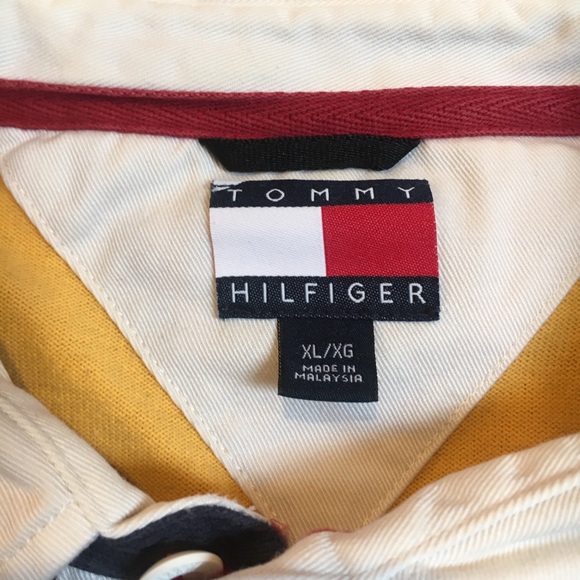 TOMMY
HILFIGER
XL/XG
MADE IN
MALAYSIA